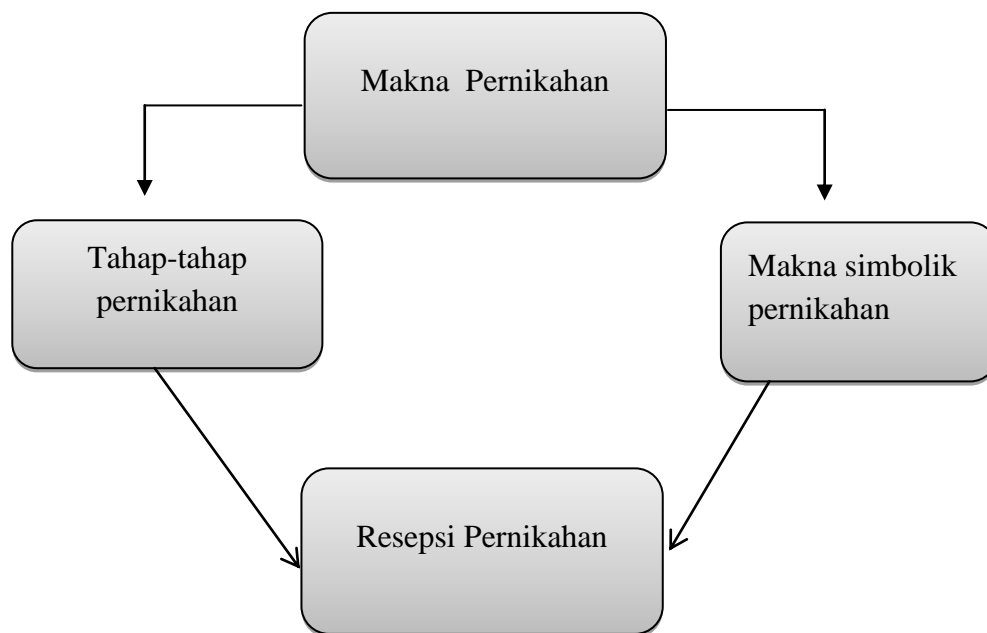 Makna Pernikahan
Tahap-tahap
pernikahan
Makna simbolik
pernikahan
Resepsi Pernikahan